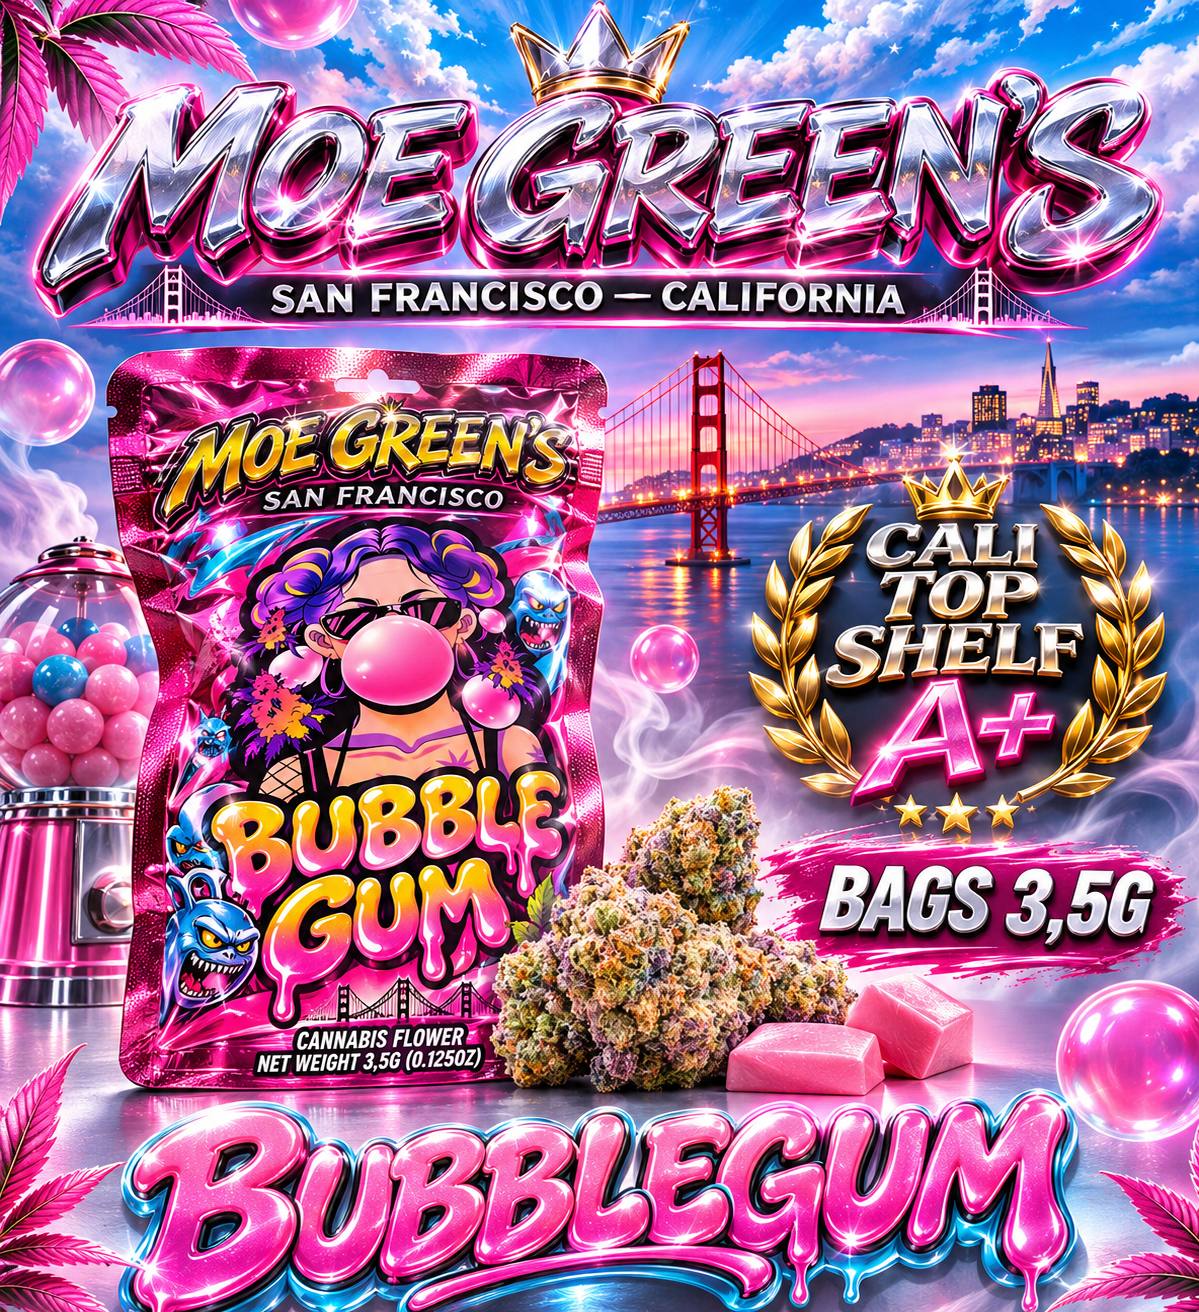 MOE GREEN'S
SAN FRANCISCO — CALIFORNIA
MOE GREEN'S
SAN FRANCISCO
BUBBLE
GUM
CANNABIS FLOWER
NET WEIGHT 3,5G (0.125OZ)
CALI
TOP
SHELF
A+
BAGS 3,5G
BUBBLEGUM